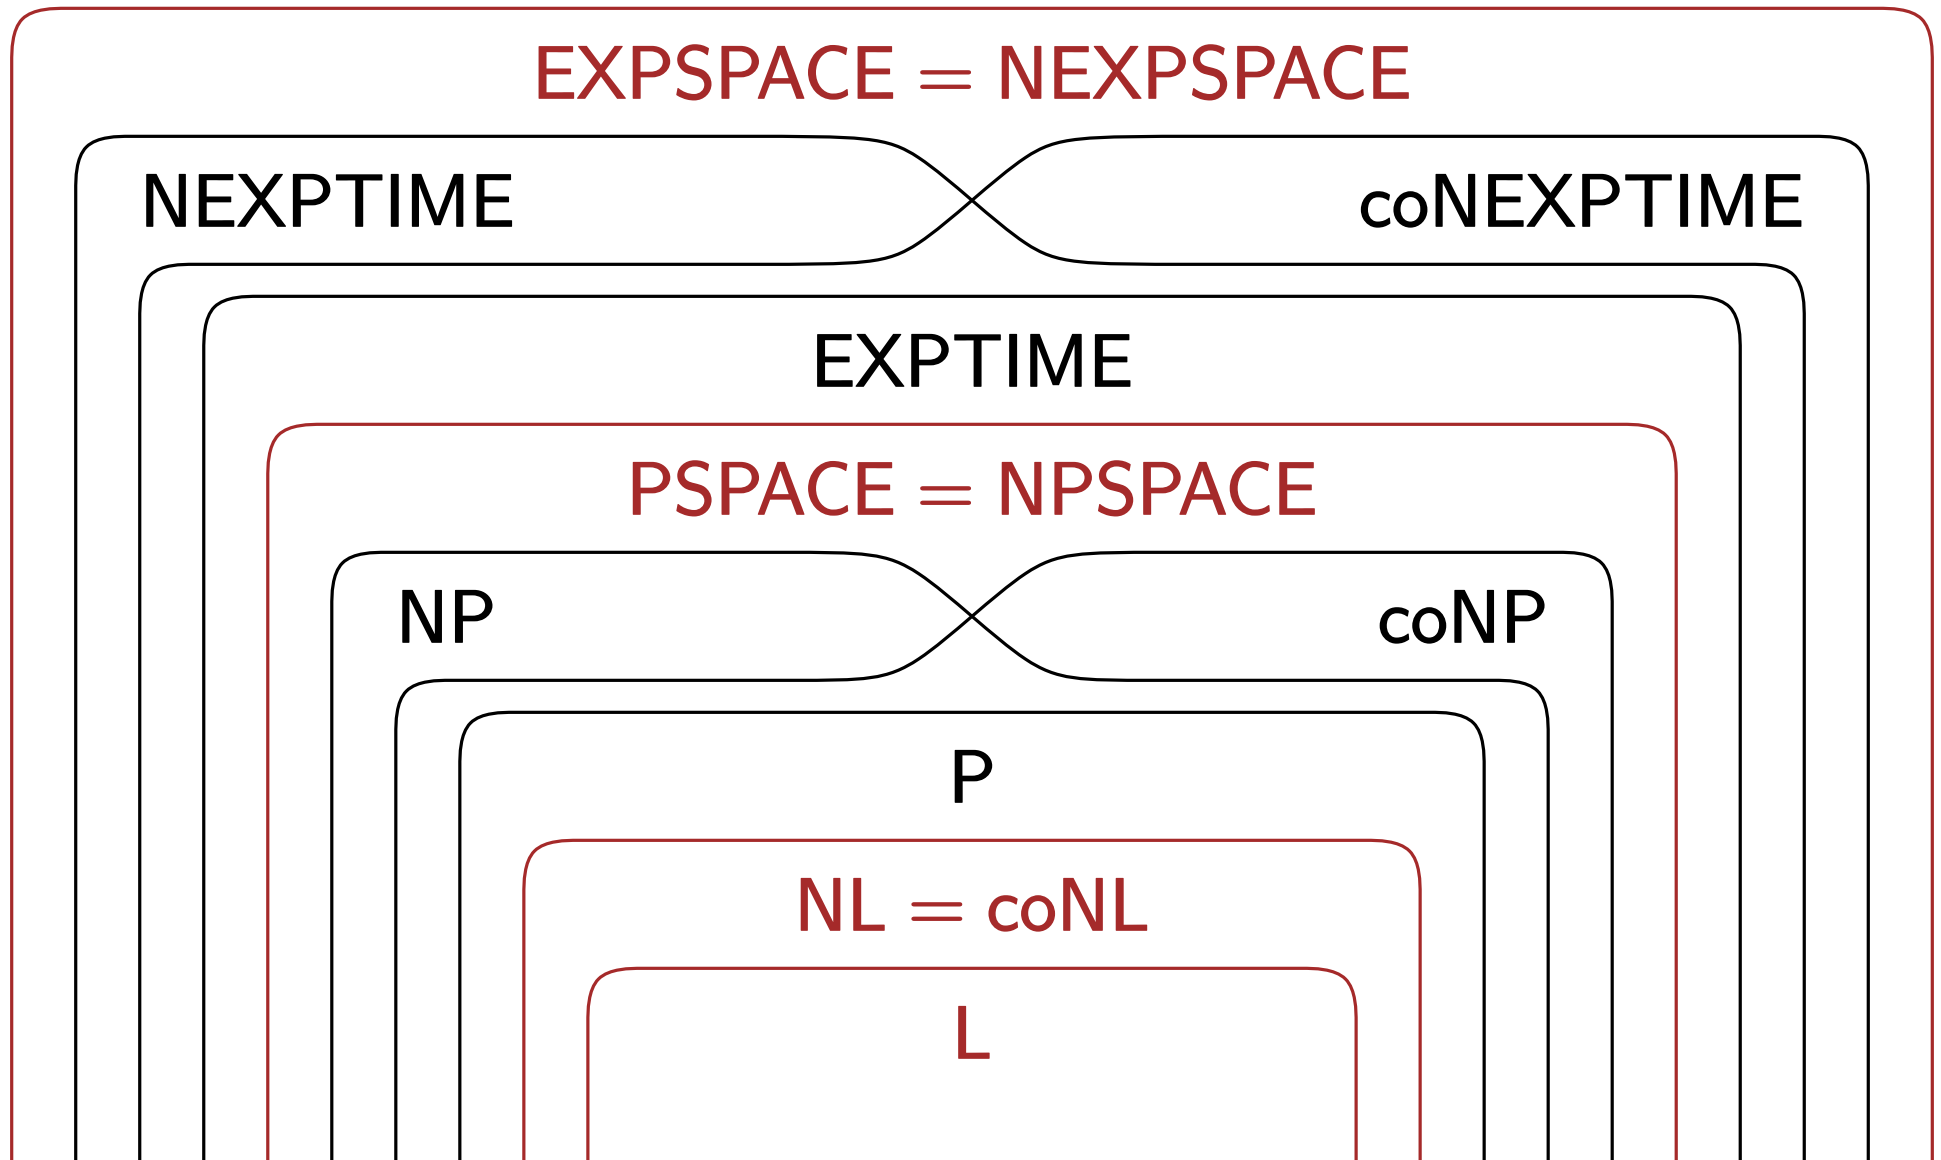 EXPSPACE = NEXPSPACE
NEXPTIME coNEXPTIME
EXPTIME
PSPACE = NPSPACE
NP coNP
P
NL = coNL
L